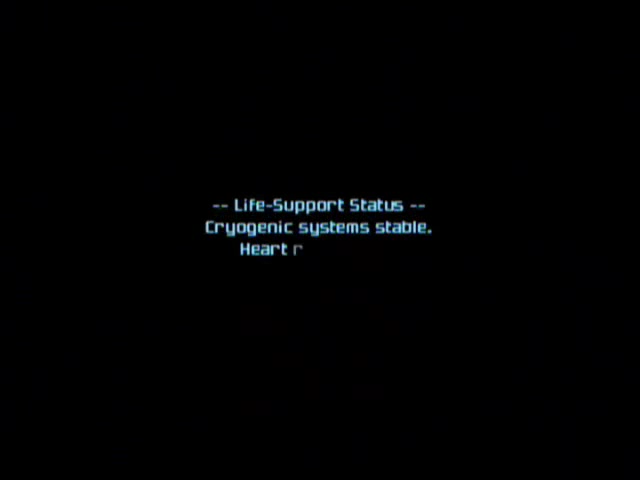 -- Life-Support Status --
Cryogenic systems stable.
Heart r